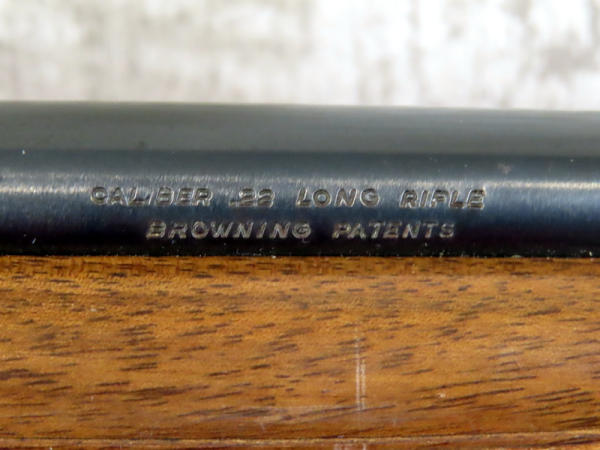 CALIBER .22 LONG RIFLE
BROWNING PATENTS